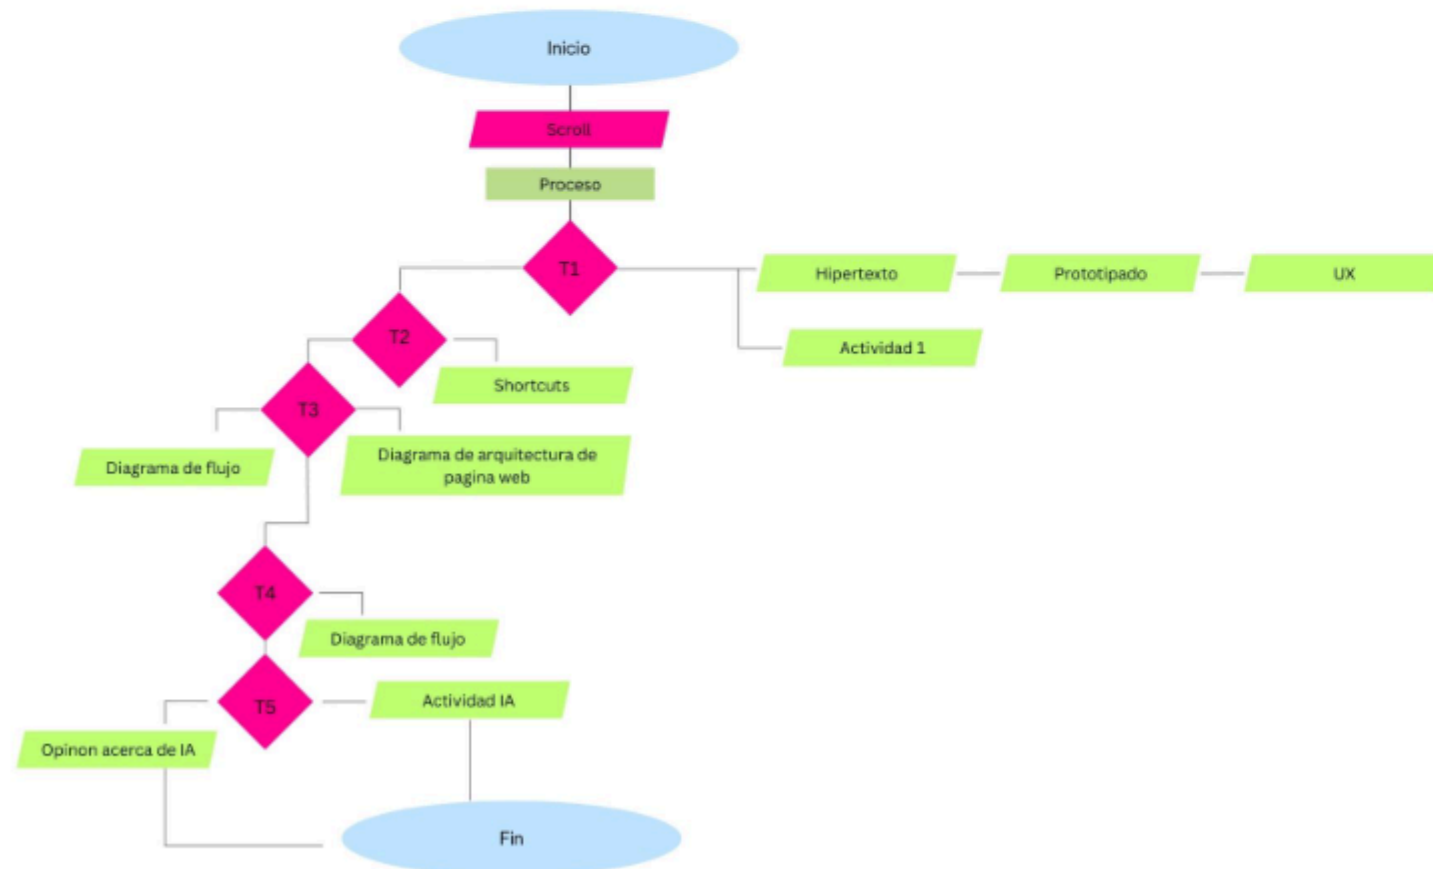 Inicio
Scroll
Proceso
T1
Hipertexto
Prototipado
UX
Actividad 1
T2
Shortcuts
T3
Diagrama de flujo
Diagrama de arquitectura de
pagina web
T4
Diagrama de flujo
T5
Actividad IA
Opinon acerca de IA
Fin